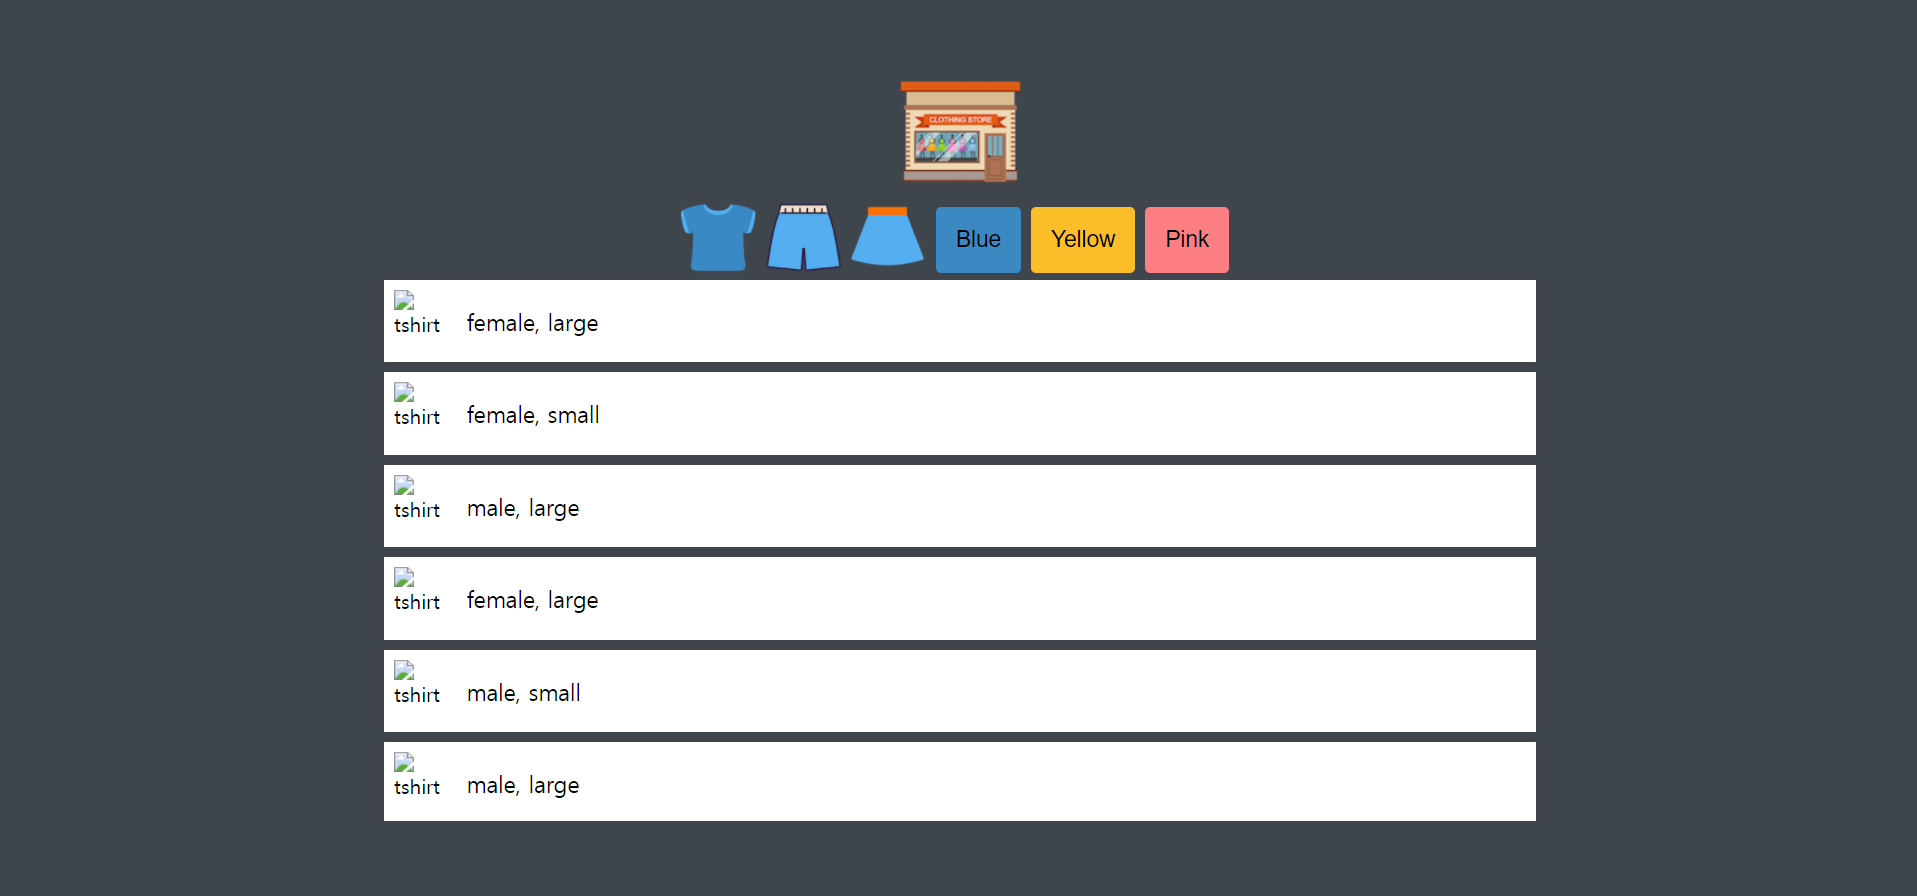 CLOTHING STORE
Blue Yellow Pink
tshirt female, large
tshirt female, small
tshirt male, large
tshirt female, large
tshirt male, small
tshirt male, large